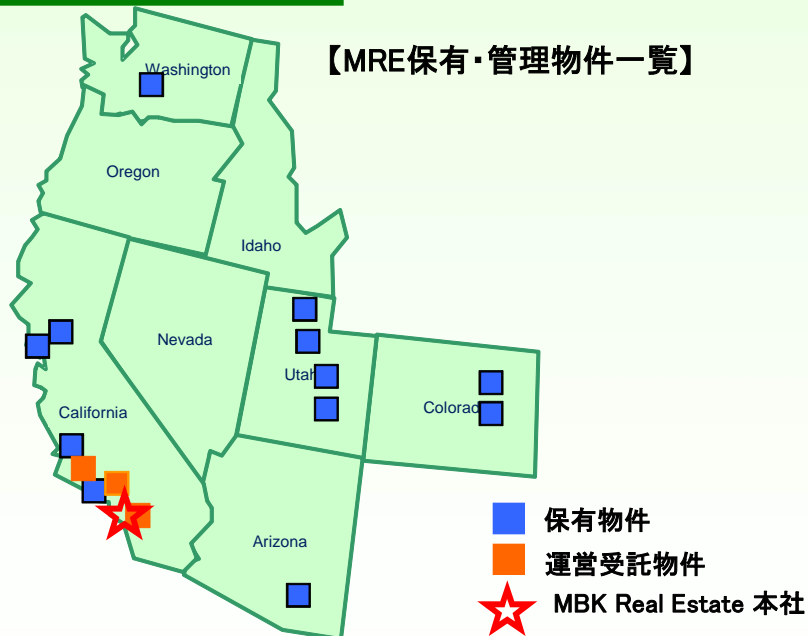 【MRE保有・管理物件一覧】
Washington
Oregon
Idaho
Nevada
Utah
California
Colorad
Arizona
保有物件
運営受託物件
MBK Real Estate 本社